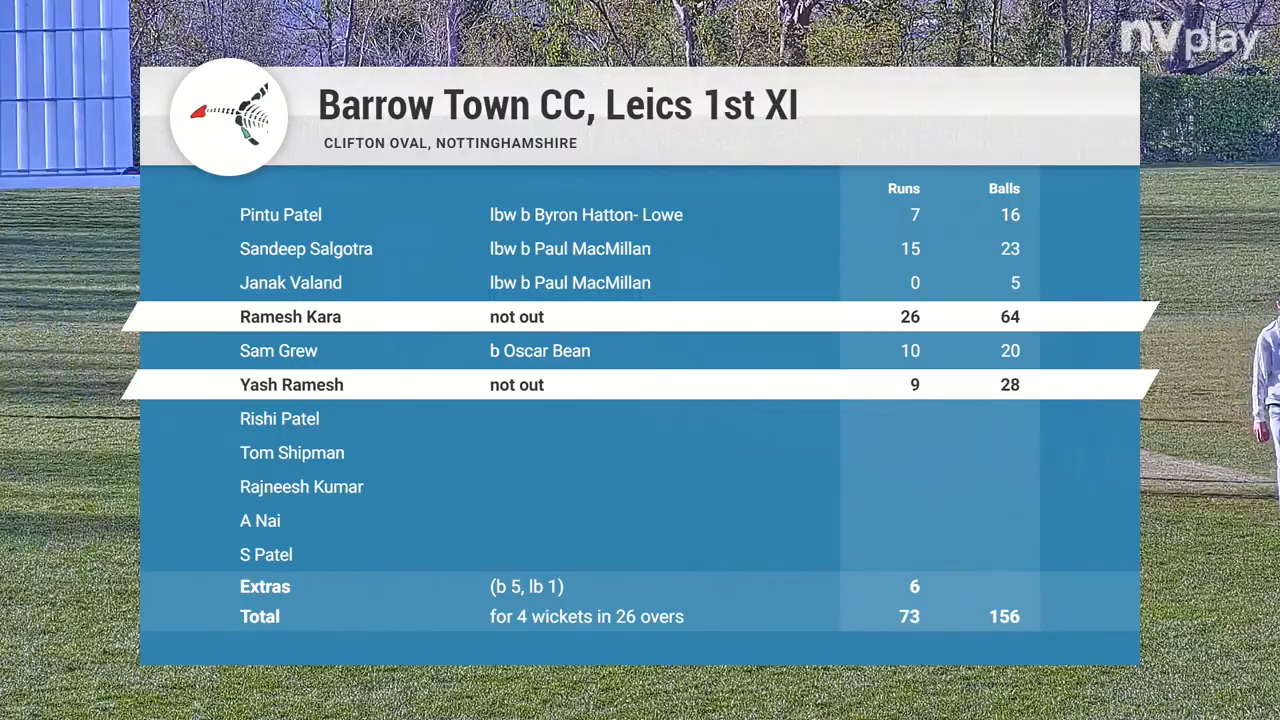 nvplay
Barrow Town CC, Leics 1st XI
CLIFTON OVAL, NOTTINGHAMSHIRE
Runs Balls
Pintu Patel lbw b Byron Hatton- Lowe 7 16
Sandeep Salgotra lbw b Paul MacMillan 15 23
Janak Valand lbw b Paul MacMillan 0 5
Ramesh Kara not out 26 64
Sam Grew b Oscar Bean 10 20
Yash Ramesh not out 9 28
Rishi Patel
Tom Shipman
Rajneesh Kumar
A Nai
S Patel
Extras (b 5, lb 1) 6
Total for 4 wickets in 26 overs 73 156